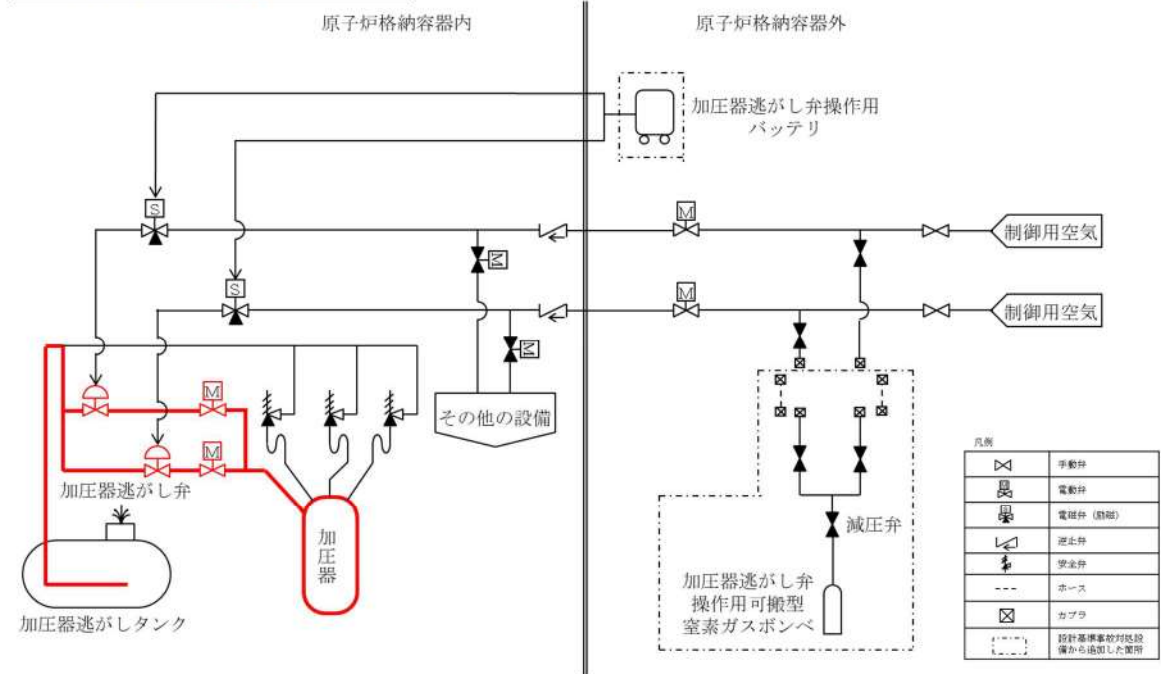 原子炉格納容器内
原子炉格納容器外
加圧器逃がし弁操作用
バッテリ
S
M
制御用空気
M
S
M
制御用空気
M
M
M
その他の設備
加圧器逃がし弁
加圧器
減圧弁
加圧器逃がし弁
操作用可搬型
窒素ガスボンベ
加圧器逃がしタンク
凡例
手動弁
電動弁
電磁弁（励磁）
逆止弁
安全弁
ホース
カプラ
設計基準事故対処設
備から追加した箇所